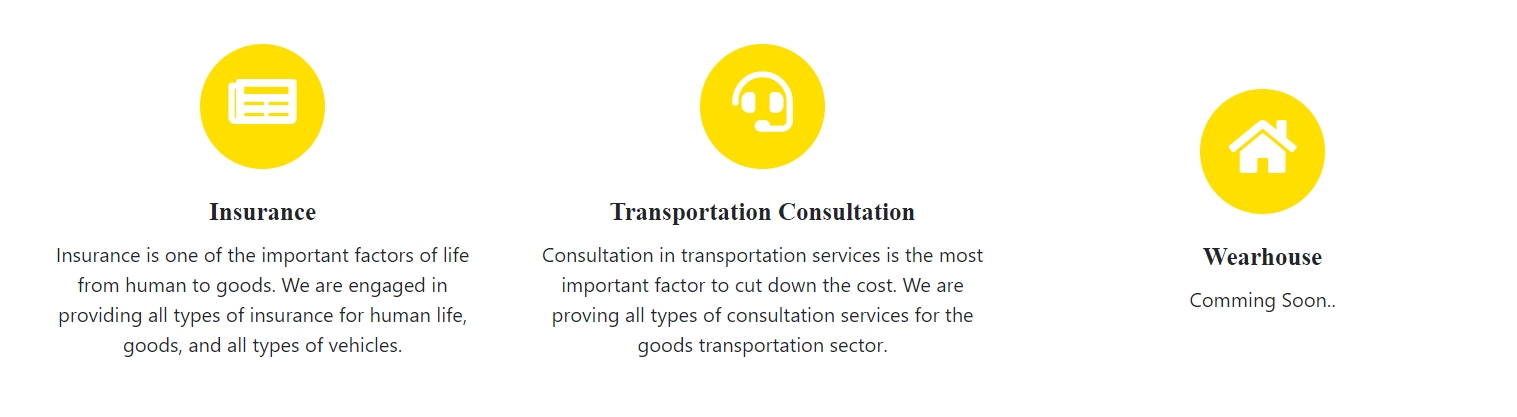 Insurance
Insurance is one of the important factors of life
from human to goods. We are engaged in
providing all types of insurance for human life,
goods, and all types of vehicles.
Transportation Consultation
Consultation in transportation services is the most
important factor to cut down the cost. We are
proving all types of consultation services for the
goods transportation sector.
Wearhouse
Comming Soon..